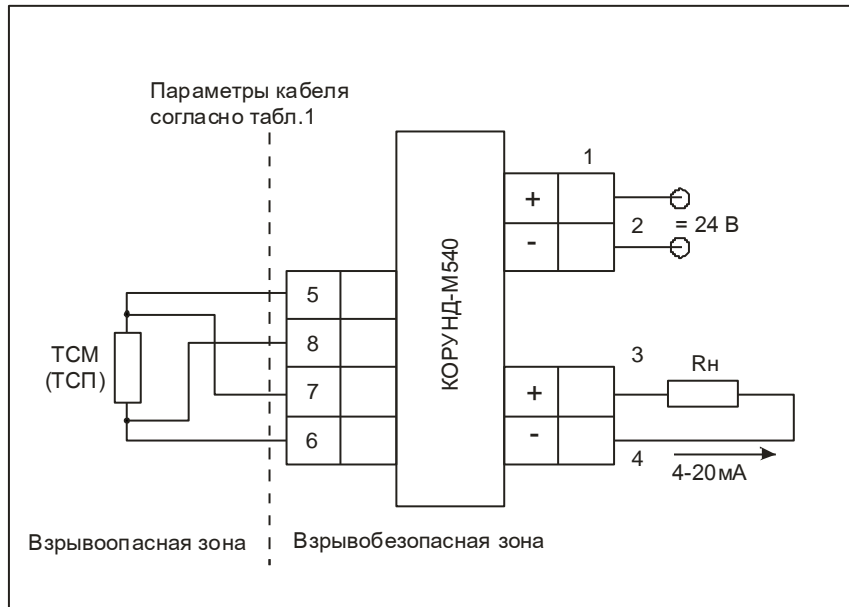 Параметры кабеля
согласно табл.1
1
+
2
= 24 В
-
КОРУНД-М540
5
8
7
6
ТСМ
(ТСП)
3
Rн
+
-
4
4-20мА
Взрывоопасная зона
Взрывобезопасная зона